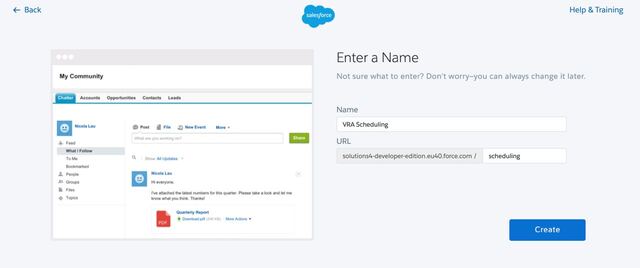 ← Back
salesforce
Help & Training
My Community
Chatter Accounts Opportunities Contacts Leads
Nicola Lau
Feed
What I Follow
To Me
Bookmarked
People
Groups
Files
Topics
Post File New Event More
What are you working on?
Share
Show All Updates
Nicola Lau
Hi everyone,
I've attached the latest numbers for this quarter. Please take a look and let me
know what you think. Thanks!
PDF
Quarterly Report
Download.pdf More Actions
Enter a Name
Not sure what to enter? Don't worry–you can always change it later.
Name
VRA Scheduling
URL
solutions4-developer-edition.eu40.force.com / scheduling
Create